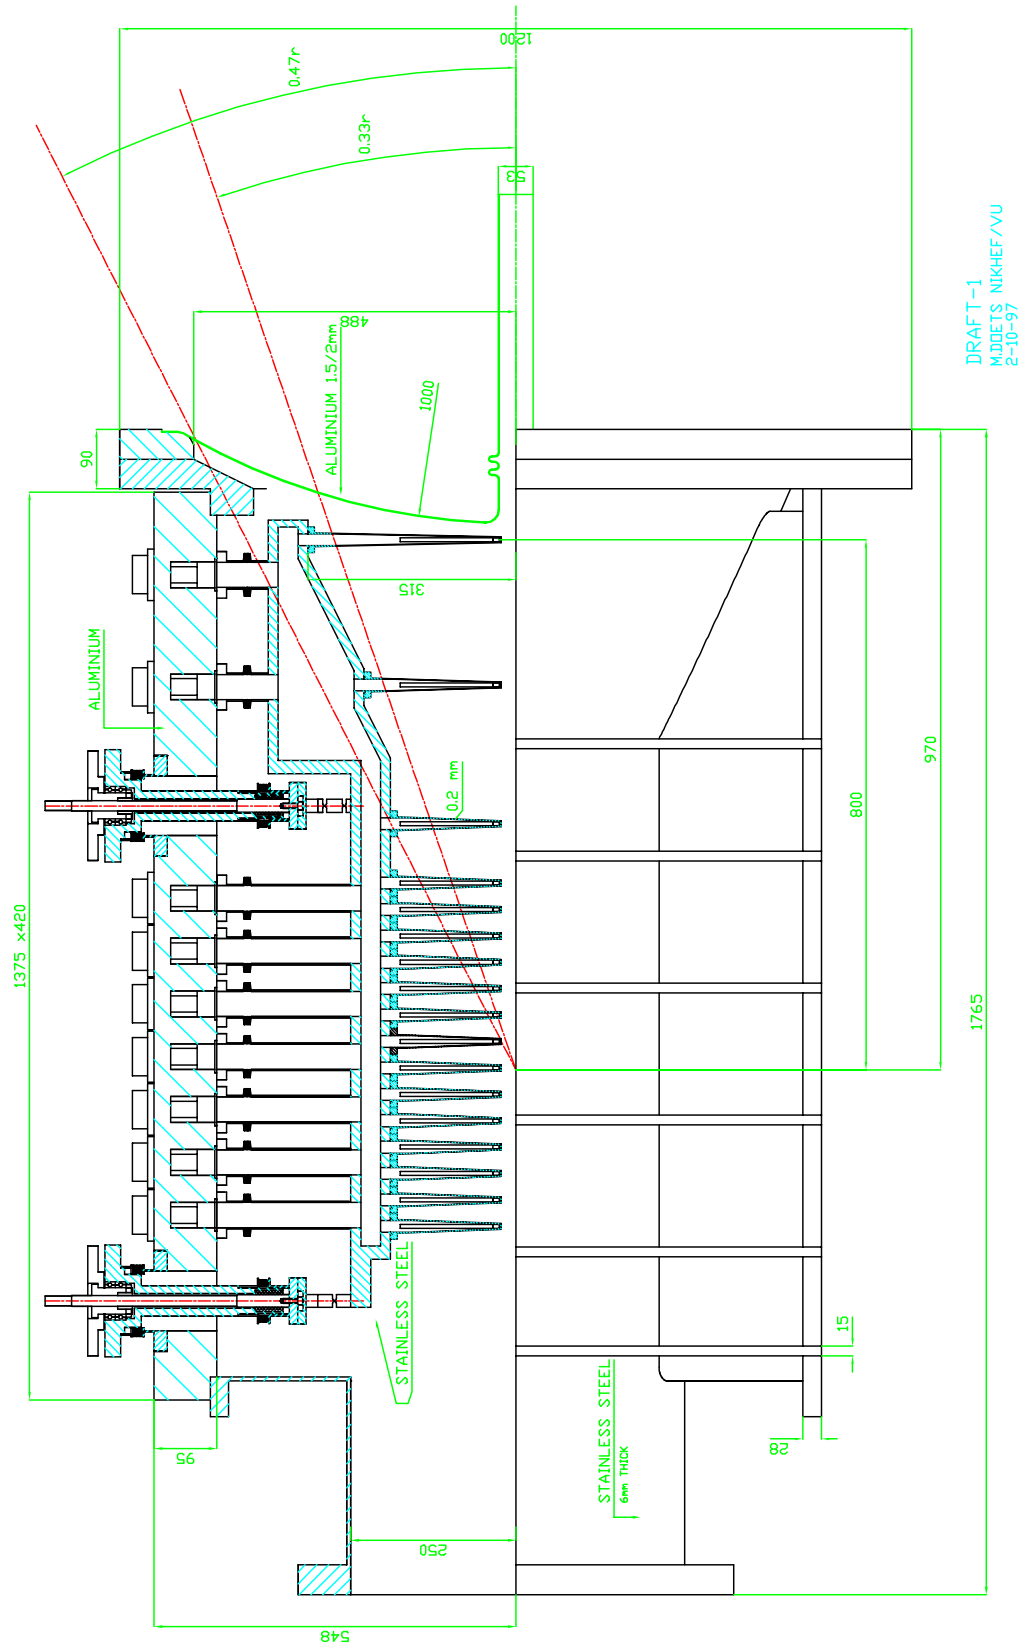 1200
0.47r
0.33r
53
488
ALUMINIUM 1.5/2mm
1000
90
DRAFT-1
M.DOETS NIKHEF/VU
2-10-97
315
ALUMINIUM
0.2 mm
970
800
1375 x420
1765
STAINLESS STEEL
15
STAINLESS STEEL
6mm THICK
28
95
250
548